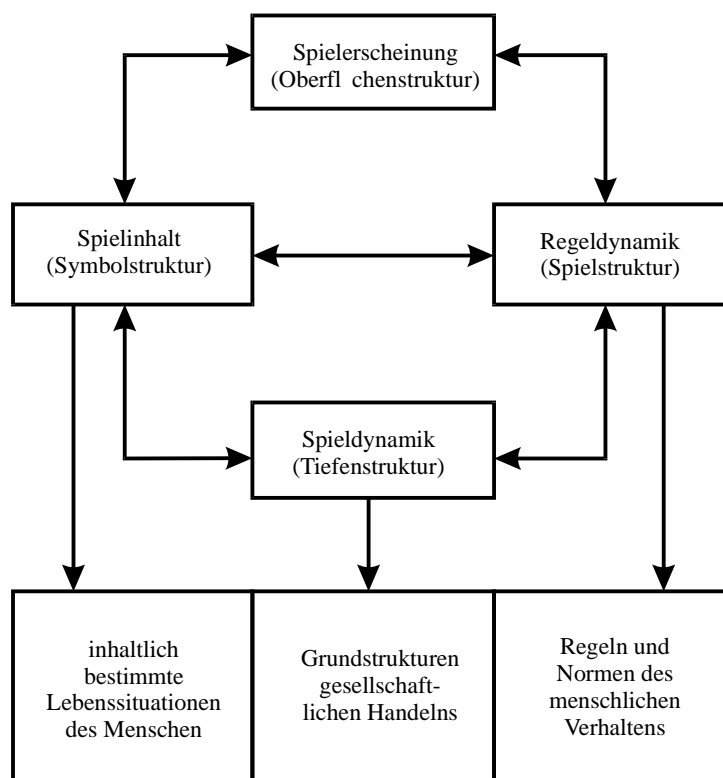 Spielerscheinung
(Oberfl chenstruktur)
Spielinhalt
(Symbolstruktur)
Regeldynamik
(Spielstruktur)
Spieldynamik
(Tiefenstruktur)
inhaltlich
bestimmte
Lebenssituationen
des Menschen
Grundstrukturen
gesellschaft-
lichen Handelns
Regeln und
Normen des
menschlichen
Verhaltens